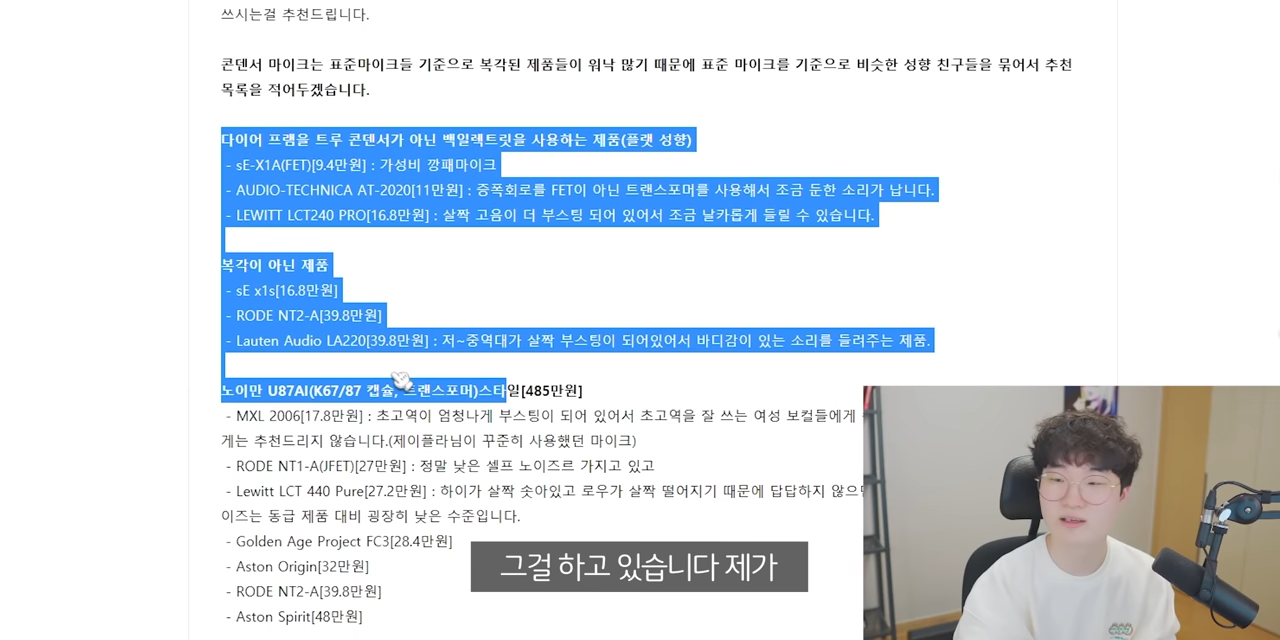 쓰시는걸 추천드립니다.
콘덴서 마이크는 표준마이크들 기준으로 복각된 제품들이 워낙 많기 때문에 표준 마이크를 기준으로 비슷한 성향 친구들을 묶어서 추천
목록을 적어두겠습니다.
다이어 프램을 트루 콘덴서가 아닌 백일렉트릿을 사용하는 제품(플랫 성향)
- sE-X1A(FET)[9.4만원] : 가성비 깡패마이크
- AUDIO-TECHNICA AT-2020[11만원] : 증폭회로를 FET이 아닌 트랜스포머를 사용해서 조금 둔한 소리가 납니다.
- LEWITT LCT240 PRO[16.8만원] : 살짝 고음이 더 부스팅 되어 있어서 조금 날카롭게 들릴 수 있습니다.
복각이 아닌 제품
- sE x1s[16.8만원]
- RODE NT2-A[39.8만원]
- Lauten Audio LA220[39.8만원] : 저~중역대가 살짝 부스팅이 되어있어서 바디감이 있는 소리를 들려주는 제품.
노이만 U87AI(K67/87 캡슐, 트랜스포머)스타일[485만원]
- MXL 2006[17.8만원] : 초고역이 엄청나게 부스팅이 되어 있어서 초고역을 잘 쓰는 여성 보컬들에게
게는 추천드리지 않습니다.(제이플라님이 꾸준히 사용했던 마이크)
- RODE NT1-A(JFET)[27만원] : 정말 낮은 셀프 노이즈르 가지고 있고
- Lewitt LCT 440 Pure[27.2만원] : 하이가 살짝 솟아있고 로우가 살짝 떨어지기 때문에 답답하지 않으며
이즈는 동급 제품 대비 굉장히 낮은 수준입니다.
- Golden Age Project FC3[28.4만원]
- Aston Origin[32만원]
- RODE NT2-A[39.8만원]
- Aston Spirit[48만원]
그걸 하고 있습니다 제가